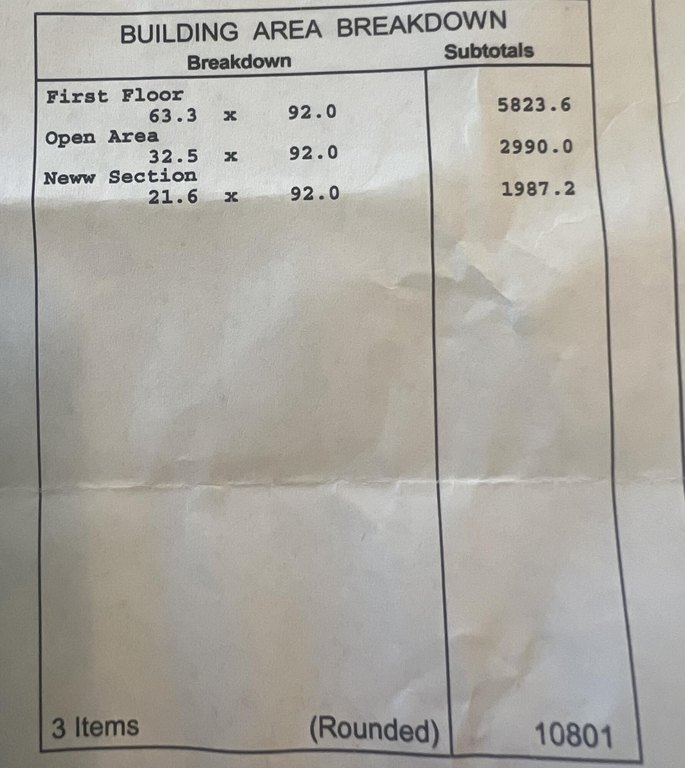 BUILDING AREA BREAKDOWN
Breakdown Subtotals
First Floor
63.3 x 92.0 5823.6
Open Area
32.5 x 92.0 2990.0
Neww Section
21.6 x 92.0 1987.2
3 Items (Rounded) 10801